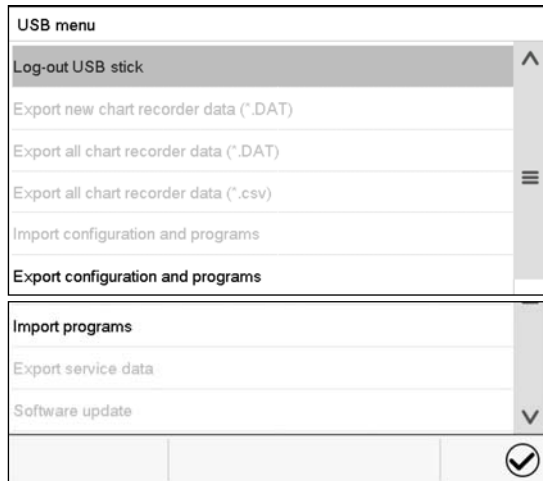 USB menu
Log-out USB stick
Export new chart recorder data (*.DAT)
Export all chart recorder data (*.DAT)
Export all chart recorder data (*.csv)
Import configuration and programs
Export configuration and programs
Import programs
Export service data
Software update